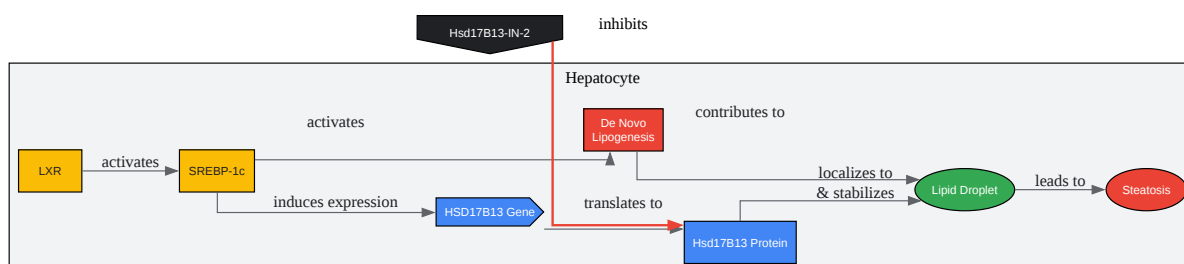 Hsd17B13-IN-2
inhibits
Hepatocyte
activates
De Novo
Lipogenesis
contributes to
LXR
activates
SREBP-1c
localizes to
& stabilizes
Lipid Droplet
leads to
Steatosis
induces expression
HSD17B13 Gene
translates to
Hsd17B13 Protein